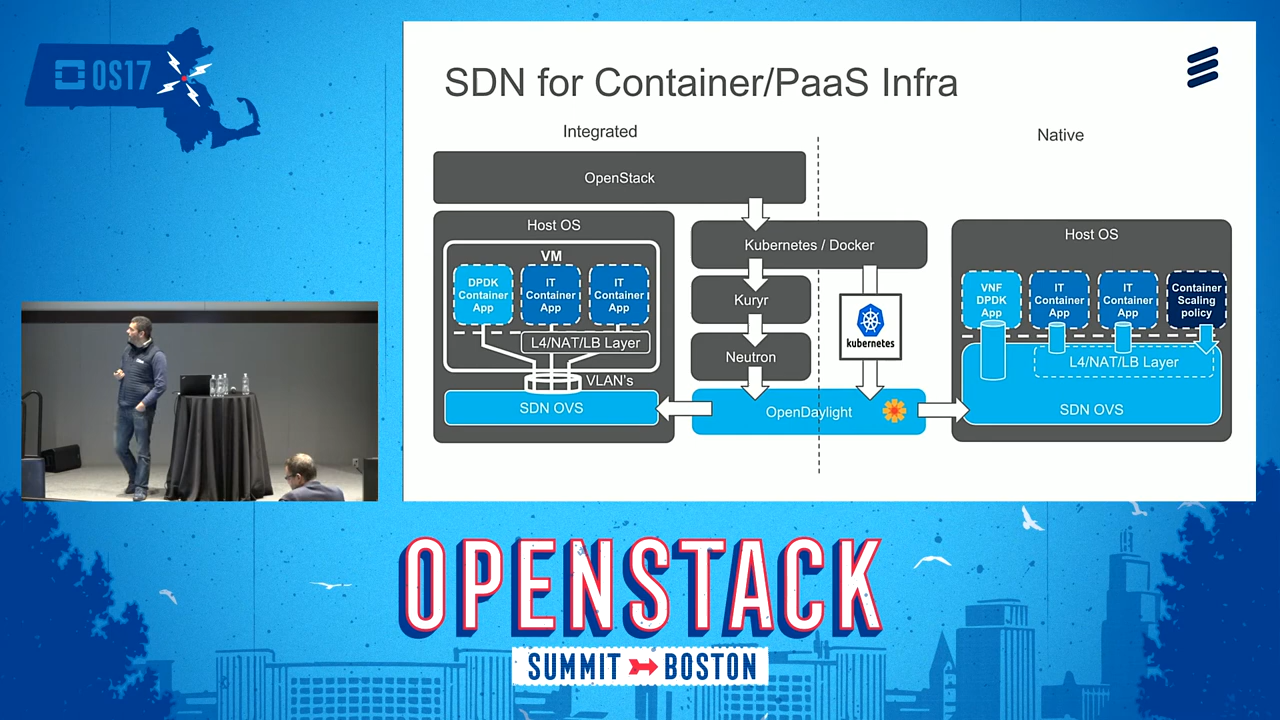 OS17
SDN for Container/PaaS Infra
Integrated
Native
OpenStack
Host OS
VM
DPDK
Container
App
IT
Container
App
IT
Container
App
L4/NAT/LB Layer
VLAN's
SDN OVS
Kubernetes / Docker
Kuryr
Neutron
kubernetes
OpenDaylight
Host OS
VNF
DPDK
App
IT
Container
App
IT
Container
App
Container
Scaling
policy
L4/NAT/LB Layer
SDN OVS
OPENSTACK
SUMMIT BOSTON